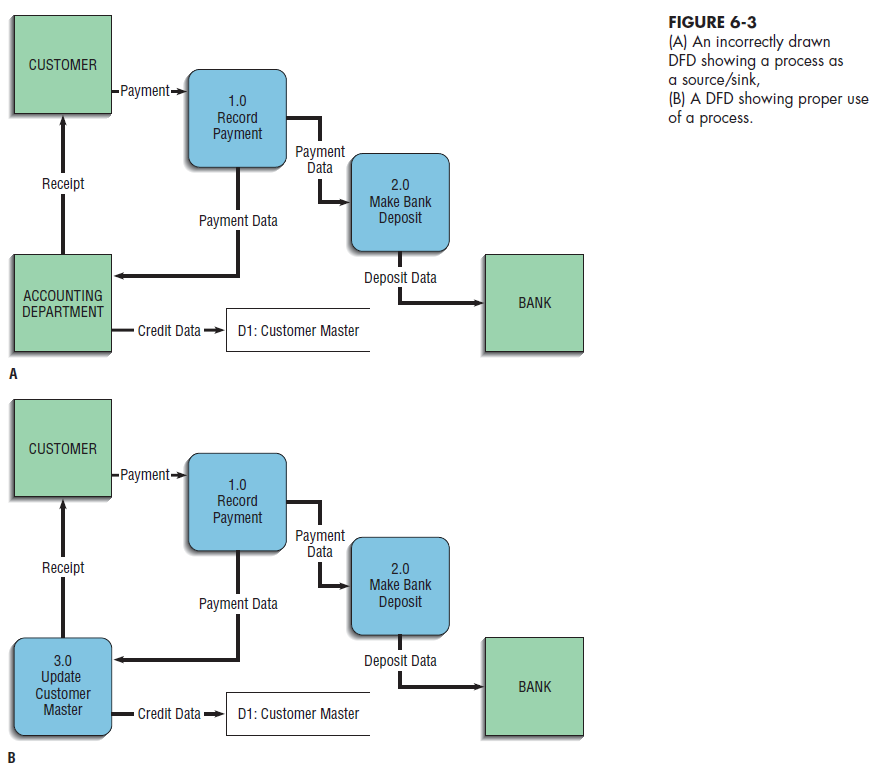 FIGURE 6-3
(A) An incorrectly drawn
DFD showing a process as
a source/sink,
(B) A DFD showing proper use
of a process.
CUSTOMER
Payment
1.0
Record
Payment
Payment
Data
2.0
Make Bank
Deposit
Receipt
Payment Data
Deposit Data
ACCOUNTING
DEPARTMENT
BANK
Credit Data
D1: Customer Master
A
CUSTOMER
Payment
1.0
Record
Payment
Payment
Data
2.0
Make Bank
Deposit
Receipt
Payment Data
Deposit Data
3.0
Update
Customer
Master
BANK
Credit Data
D1: Customer Master
B